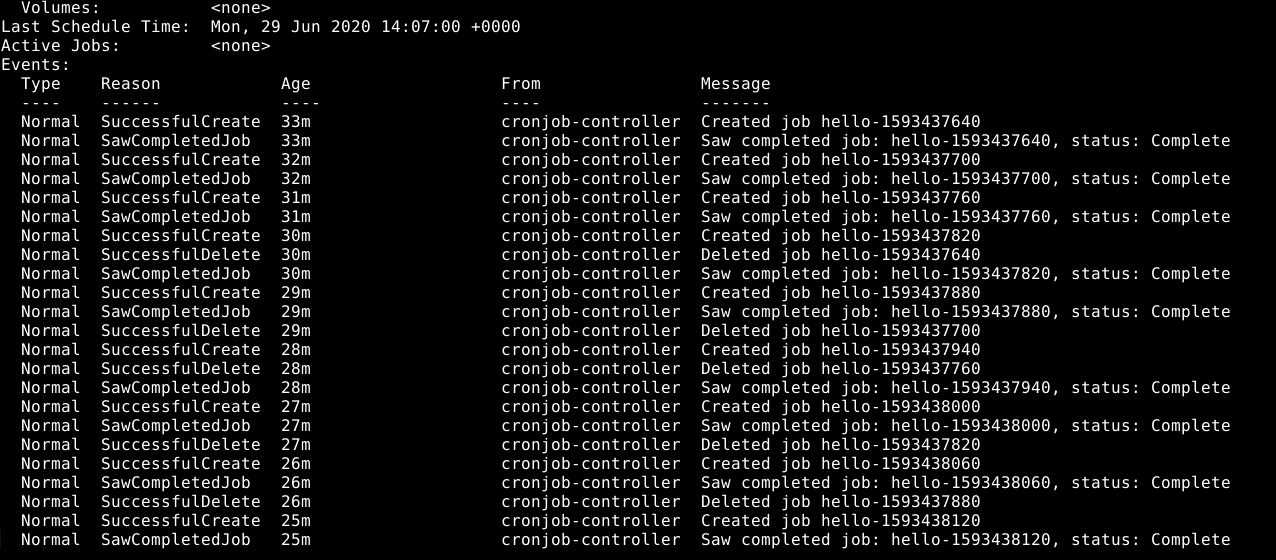 Volumes: <none>
Last Schedule Time: Mon, 29 Jun 2020 14:07:00 +0000
Active Jobs: <none>
Events:
Type Reason Age From Message
---- ------ ---- ---- -------
Normal SuccessfulCreate 33m cronjob-controller Created job hello-1593437640
Normal SawCompletedJob 33m cronjob-controller Saw completed job: hello-1593437640, status: Complete
Normal SuccessfulCreate 32m cronjob-controller Created job hello-1593437700
Normal SawCompletedJob 32m cronjob-controller Saw completed job: hello-1593437700, status: Complete
Normal SuccessfulCreate 31m cronjob-controller Created job hello-1593437760
Normal SawCompletedJob 31m cronjob-controller Saw completed job: hello-1593437760, status: Complete
Normal SuccessfulCreate 30m cronjob-controller Created job hello-1593437820
Normal SuccessfulDelete 30m cronjob-controller Deleted job hello-1593437640
Normal SawCompletedJob 30m cronjob-controller Saw completed job: hello-1593437820, status: Complete
Normal SuccessfulCreate 29m cronjob-controller Created job hello-1593437880
Normal SawCompletedJob 29m cronjob-controller Saw completed job: hello-1593437880, status: Complete
Normal SuccessfulDelete 29m cronjob-controller Deleted job hello-1593437700
Normal SuccessfulCreate 28m cronjob-controller Created job hello-1593437940
Normal SuccessfulDelete 28m cronjob-controller Deleted job hello-1593437760
Normal SawCompletedJob 28m cronjob-controller Saw completed job: hello-1593437940, status: Complete
Normal SuccessfulCreate 27m cronjob-controller Created job hello-1593438000
Normal SawCompletedJob 27m cronjob-controller Saw completed job: hello-1593438000, status: Complete
Normal SuccessfulDelete 27m cronjob-controller Deleted job hello-1593437820
Normal SuccessfulCreate 26m cronjob-controller Created job hello-1593438060
Normal SawCompletedJob 26m cronjob-controller Saw completed job: hello-1593438060, status: Complete
Normal SuccessfulDelete 26m cronjob-controller Deleted job hello-1593437880
Normal SuccessfulCreate 25m cronjob-controller Created job hello-1593438120
Normal SawCompletedJob 25m cronjob-controller Saw completed job: hello-1593438120, status: Complete